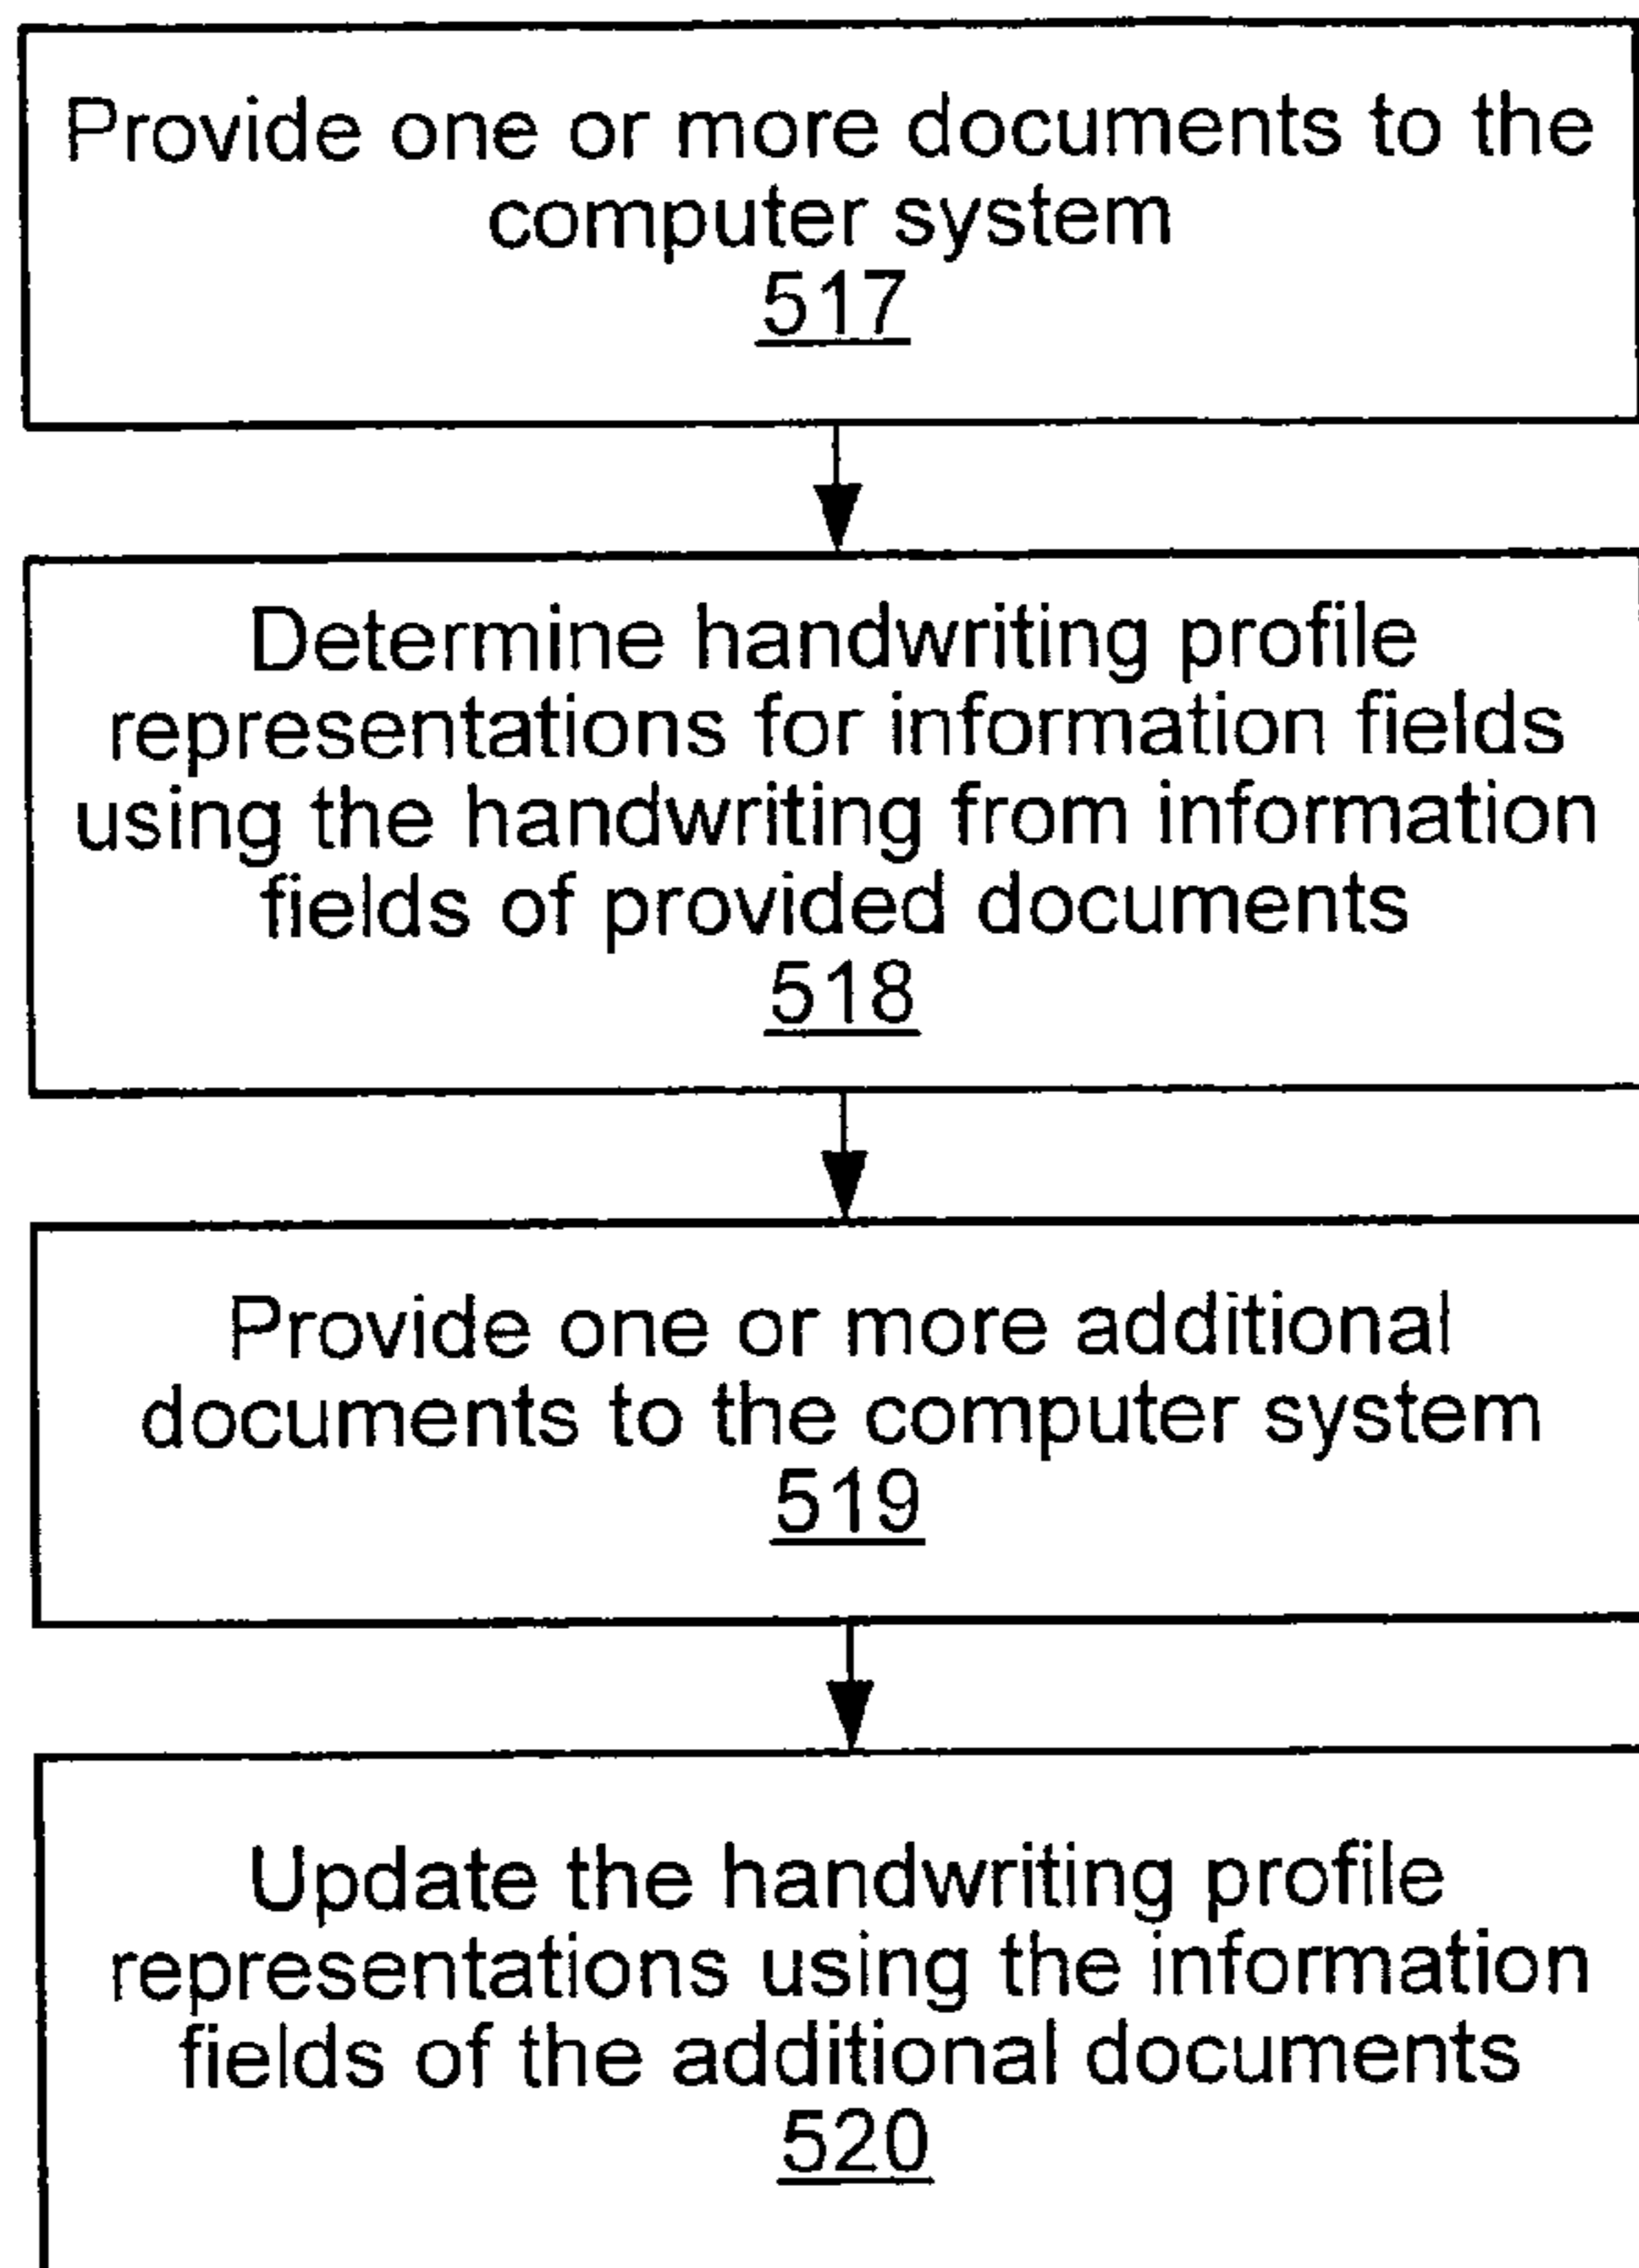 Provide one or more documents to the
computer system
517
Determine handwriting profile
representations for information fields
using the handwriting from information
fields of provided documents
518
Provide one or more additional
documents to the computer system
519
Update the handwriting profile
representations using the information
fields of the additional documents
520